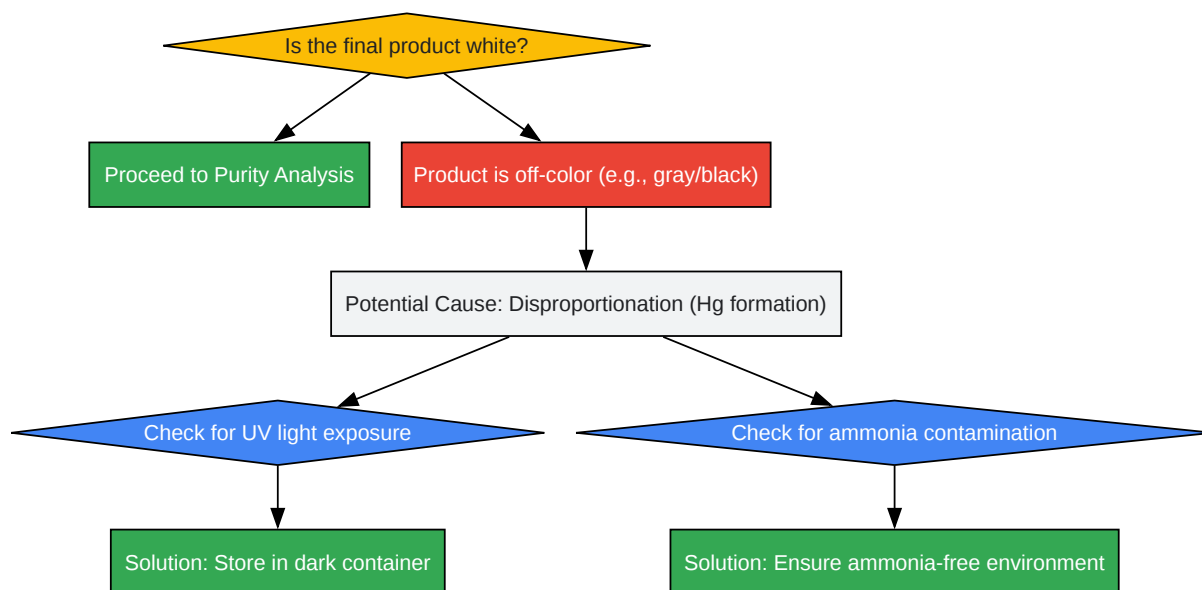 Is the final product white?
Proceed to Purity Analysis
Product is off-color (e.g., gray/black)
Potential Cause: Disproportionation (Hg formation)
Check for UV light exposure
Check for ammonia contamination
Solution: Store in dark container
Solution: Ensure ammonia-free environment